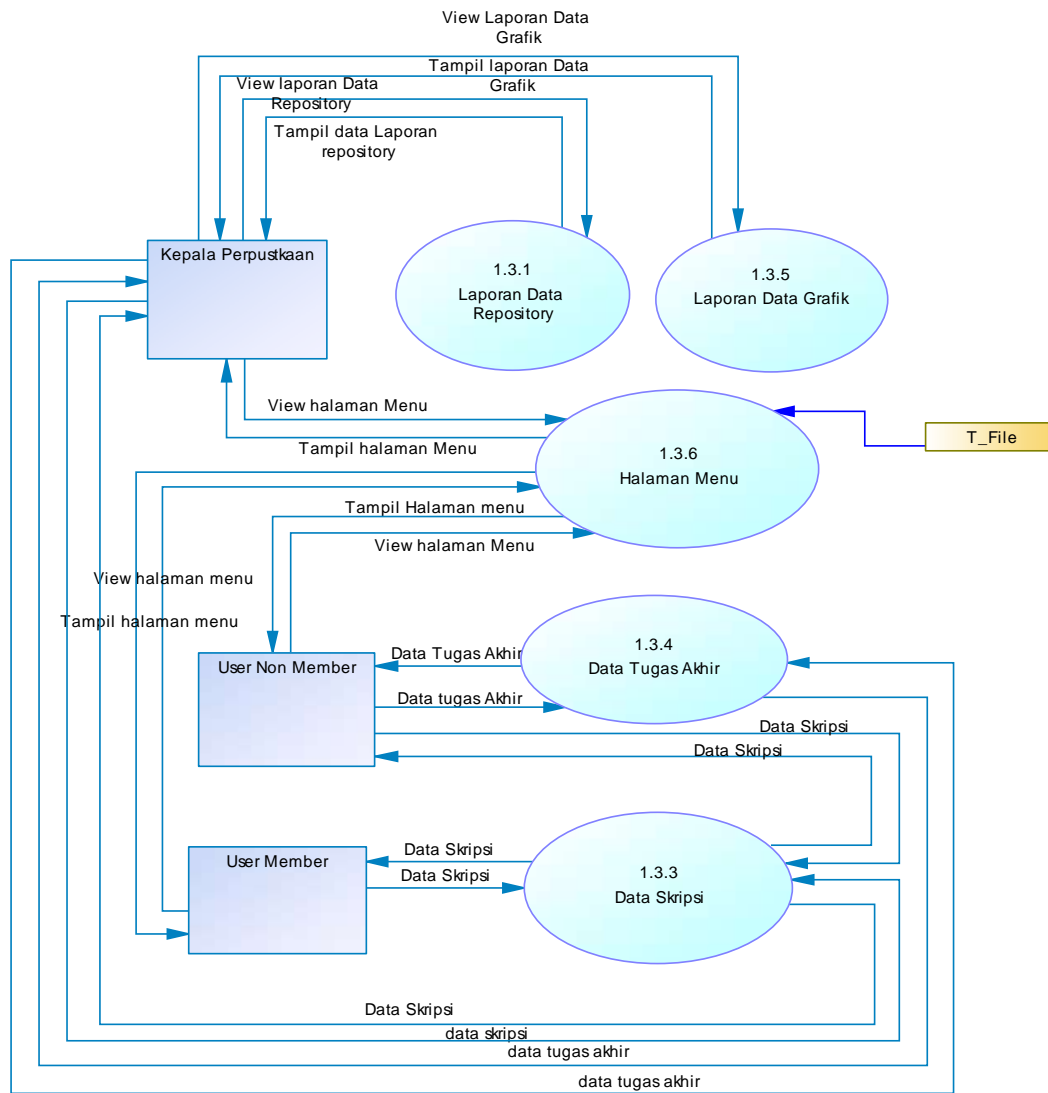 View Laporan Data
Grafik
Tampil laporan Data
Grafik
View laporan Data
Repository
Tampil data Laporan
repository
Kepala Perpustkaan
1.3.1
Laporan Data
Repository
1.3.5
Laporan Data Grafik
View halaman Menu
Tampil halaman Menu
T_File
1.3.6
Halaman Menu
Tampil Halaman menu
View halaman Menu
View halaman menu
Tampil halaman menu
1.3.4
Data Tugas Akhir
Data Tugas Akhir
User Non Member
Data tugas Akhir
Data Skripsi
Data Skripsi
Data Skripsi
User Member
Data Skripsi
1.3.3
Data Skripsi
Data Skripsi
data skripsi
data tugas akhir
data tugas akhir